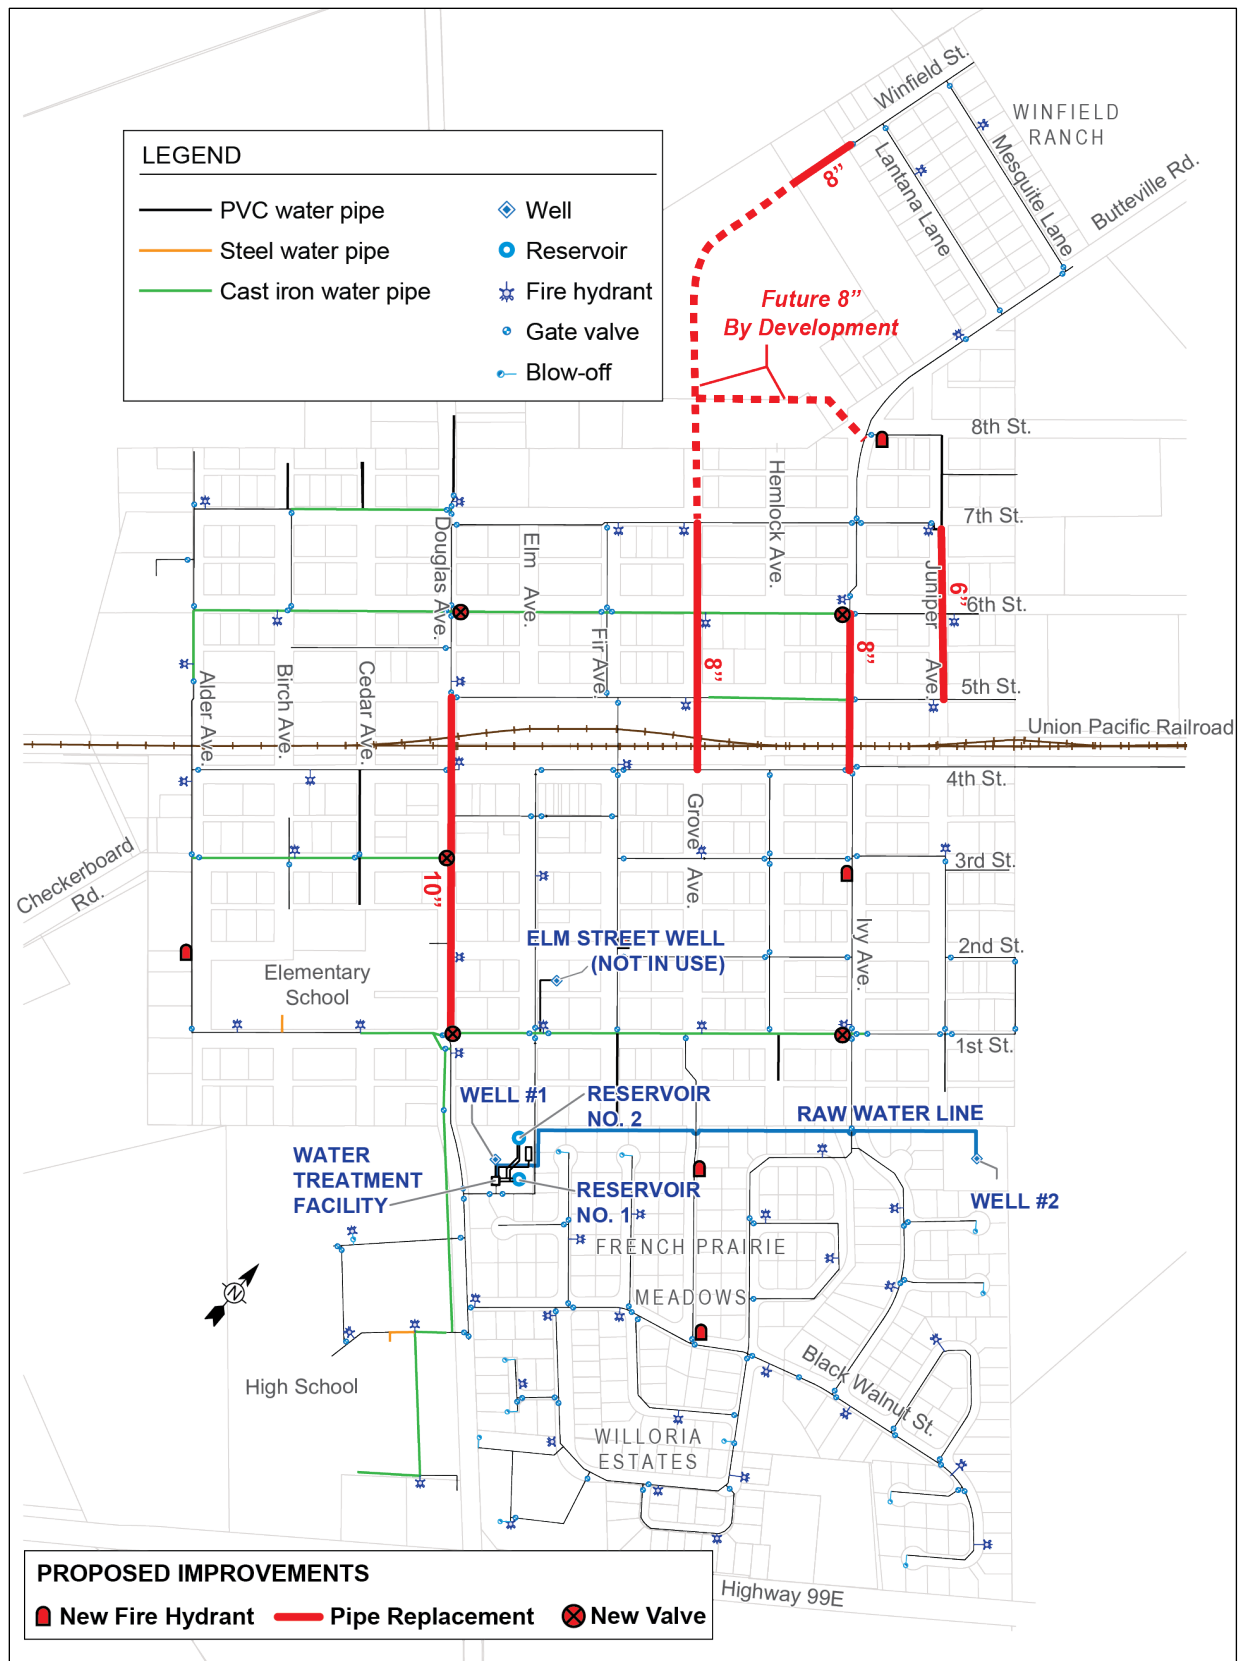 Winfield St.
WINFIELD
RANCH
Mesquite Lane
Lantana Lane
Butteville Rd.
8”
LEGEND
PVC water pipe
Steel water pipe
Cast iron water pipe
Well
Reservoir
Fire hydrant
Gate valve
Blow-off
Future 8”
By Development
8th St.
7th St.
Hemlock Ave.
Douglas Ave.
Elm Ave.
Fir Ave.
Juniper Ave.
6”
6th St.
8”
8”
5th St.
Alder Ave.
Birch Ave.
Cedar Ave.
Union Pacific Railroad
4th St.
Grove Ave.
Checkerboard
Rd.
3rd St.
10”
Ivy Ave.
2nd St.
ELM STREET WELL
(NOT IN USE)
Elementary
School
1st St.
WELL #1
RESERVOIR
NO. 2
RAW WATER LINE
WATER
TREATMENT
FACILITY
RESERVOIR
NO. 1
WELL #2
FRENCH PRAIRIE
MEADOWS
N
High School
Black Walnut St.
WILLORIA
ESTATES
Highway 99E
PROPOSED IMPROVEMENTS
New Fire Hydrant
Pipe Replacement
New Valve